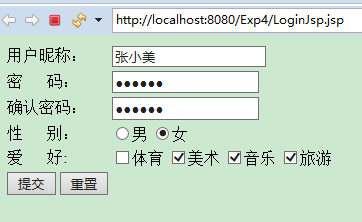 http://localhost:8080/Exp4/LoginJsp.jsp
用户昵称： 张小美
密 码： ●●●●●●
确认密码： ●●●●●●
性 别： 男 女
爱 好： 体育 美术 音乐 旅游
提交 重置